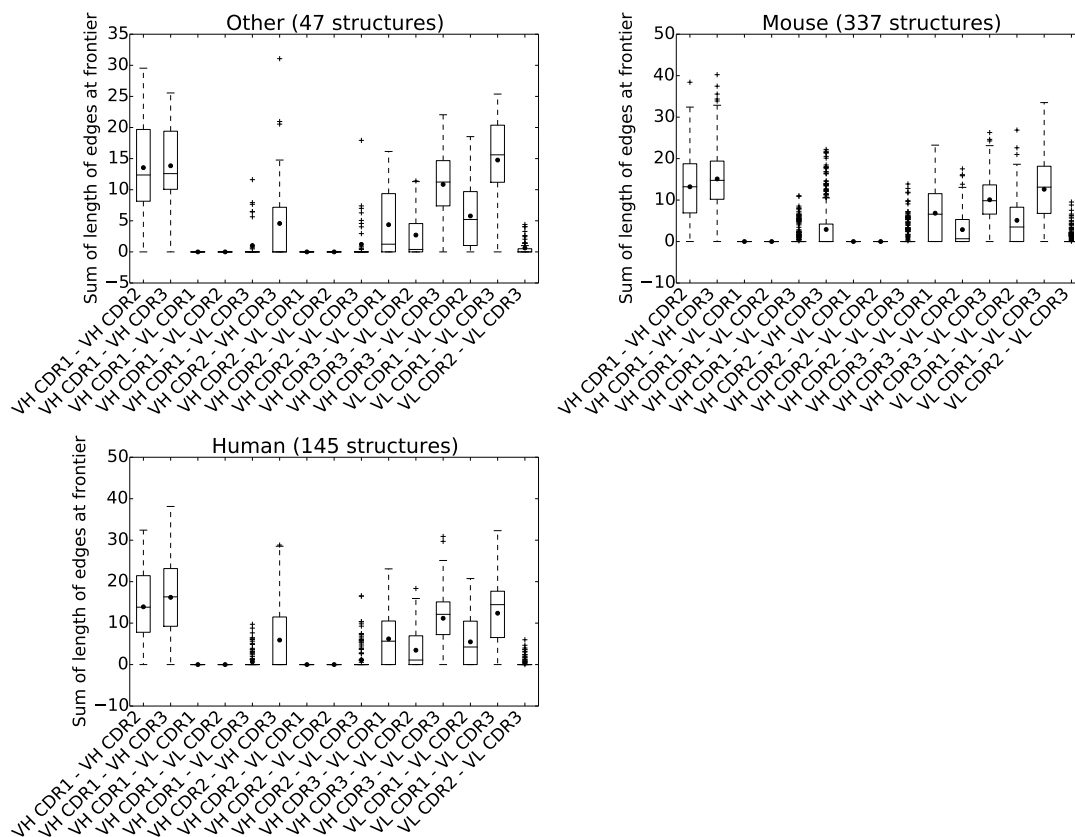 Other (47 structures)
Sum of length of edges at frontier
35
30
25
20
15
10
5
0
−5
VH CDR1 - VH CDR2
VH CDR1 - VH CDR3
VH CDR1 - VL CDR1
VH CDR1 - VL CDR2
VH CDR1 - VL CDR3
VH CDR2 - VH CDR3
VH CDR2 - VL CDR1
VH CDR2 - VL CDR2
VH CDR2 - VL CDR3
VH CDR3 - VL CDR1
VH CDR3 - VL CDR2
VH CDR3 - VL CDR3
VL CDR1 - VL CDR2
VL CDR1 - VL CDR3
VL CDR2 - VL CDR3
Mouse (337 structures)
Sum of length of edges at frontier
50
40
30
20
10
0
−10
VH CDR1 - VH CDR2
VH CDR1 - VH CDR3
VH CDR1 - VL CDR1
VH CDR1 - VL CDR2
VH CDR1 - VL CDR3
VH CDR2 - VH CDR3
VH CDR2 - VL CDR1
VH CDR2 - VL CDR2
VH CDR2 - VL CDR3
VH CDR3 - VL CDR1
VH CDR3 - VL CDR2
VH CDR3 - VL CDR3
VL CDR1 - VL CDR2
VL CDR1 - VL CDR3
VL CDR2 - VL CDR3
Human (145 structures)
Sum of length of edges at frontier
50
40
30
20
10
0
−10
VH CDR1 - VH CDR2
VH CDR1 - VH CDR3
VH CDR1 - VL CDR1
VH CDR1 - VL CDR2
VH CDR1 - VL CDR3
VH CDR2 - VH CDR3
VH CDR2 - VL CDR1
VH CDR2 - VL CDR2
VH CDR2 - VL CDR3
VH CDR3 - VL CDR1
VH CDR3 - VL CDR2
VH CDR3 - VL CDR3
VL CDR1 - VL CDR2
VL CDR1 - VL CDR3
VL CDR2 - VL CDR3